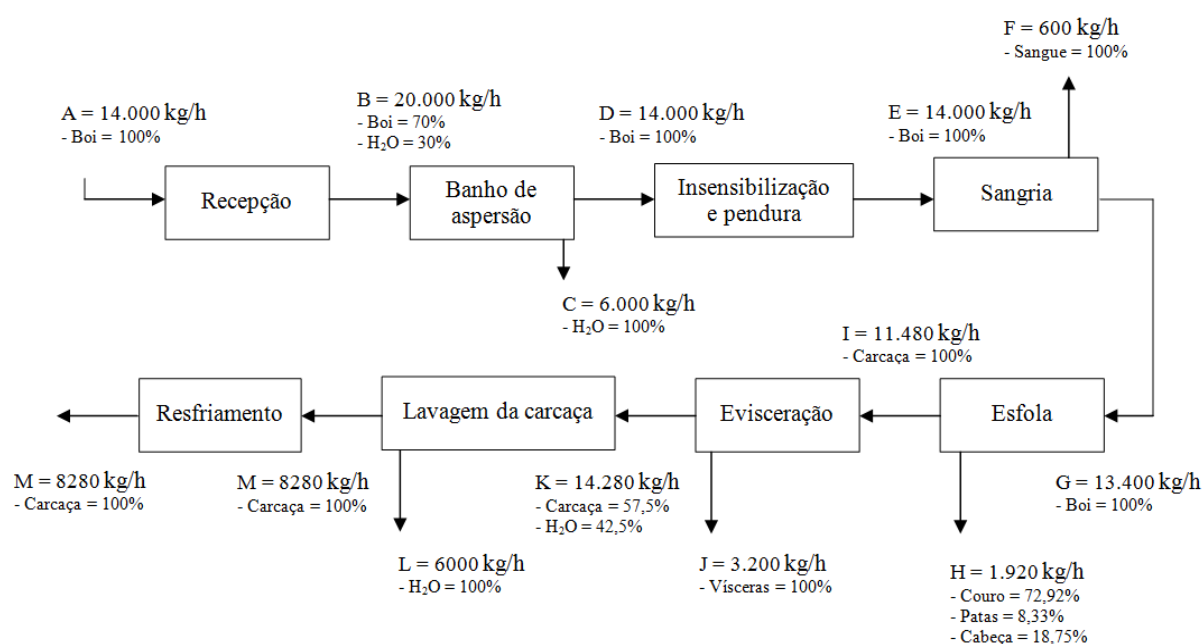 F = 600 kg/h
- Sangue = 100%
A = 14.000 kg/h
- Boi = 100%
B = 20.000 kg/h
- Boi = 70%
- H₂O = 30%
D = 14.000 kg/h
- Boi = 100%
E = 14.000 kg/h
- Boi = 100%
Recepção
Banho de
aspersão
Insensibilização
e pendura
Sangria
C = 6.000 kg/h
- H₂O = 100%
I = 11.480 kg/h
- Carcaça = 100%
Resfriamento
Lavagem da carcaça
Evisceração
Esfola
M = 8280 kg/h
- Carcaça = 100%
M = 8280 kg/h
- Carcaça = 100%
K = 14.280 kg/h
- Carcaça = 57,5%
- H₂O = 42,5%
G = 13.400 kg/h
- Boi = 100%
L = 6000 kg/h
- H₂O = 100%
J = 3.200 kg/h
- Vísceras = 100%
H = 1.920 kg/h
- Couro = 72,92%
- Patas = 8,33%
- Cabeça = 18,75%